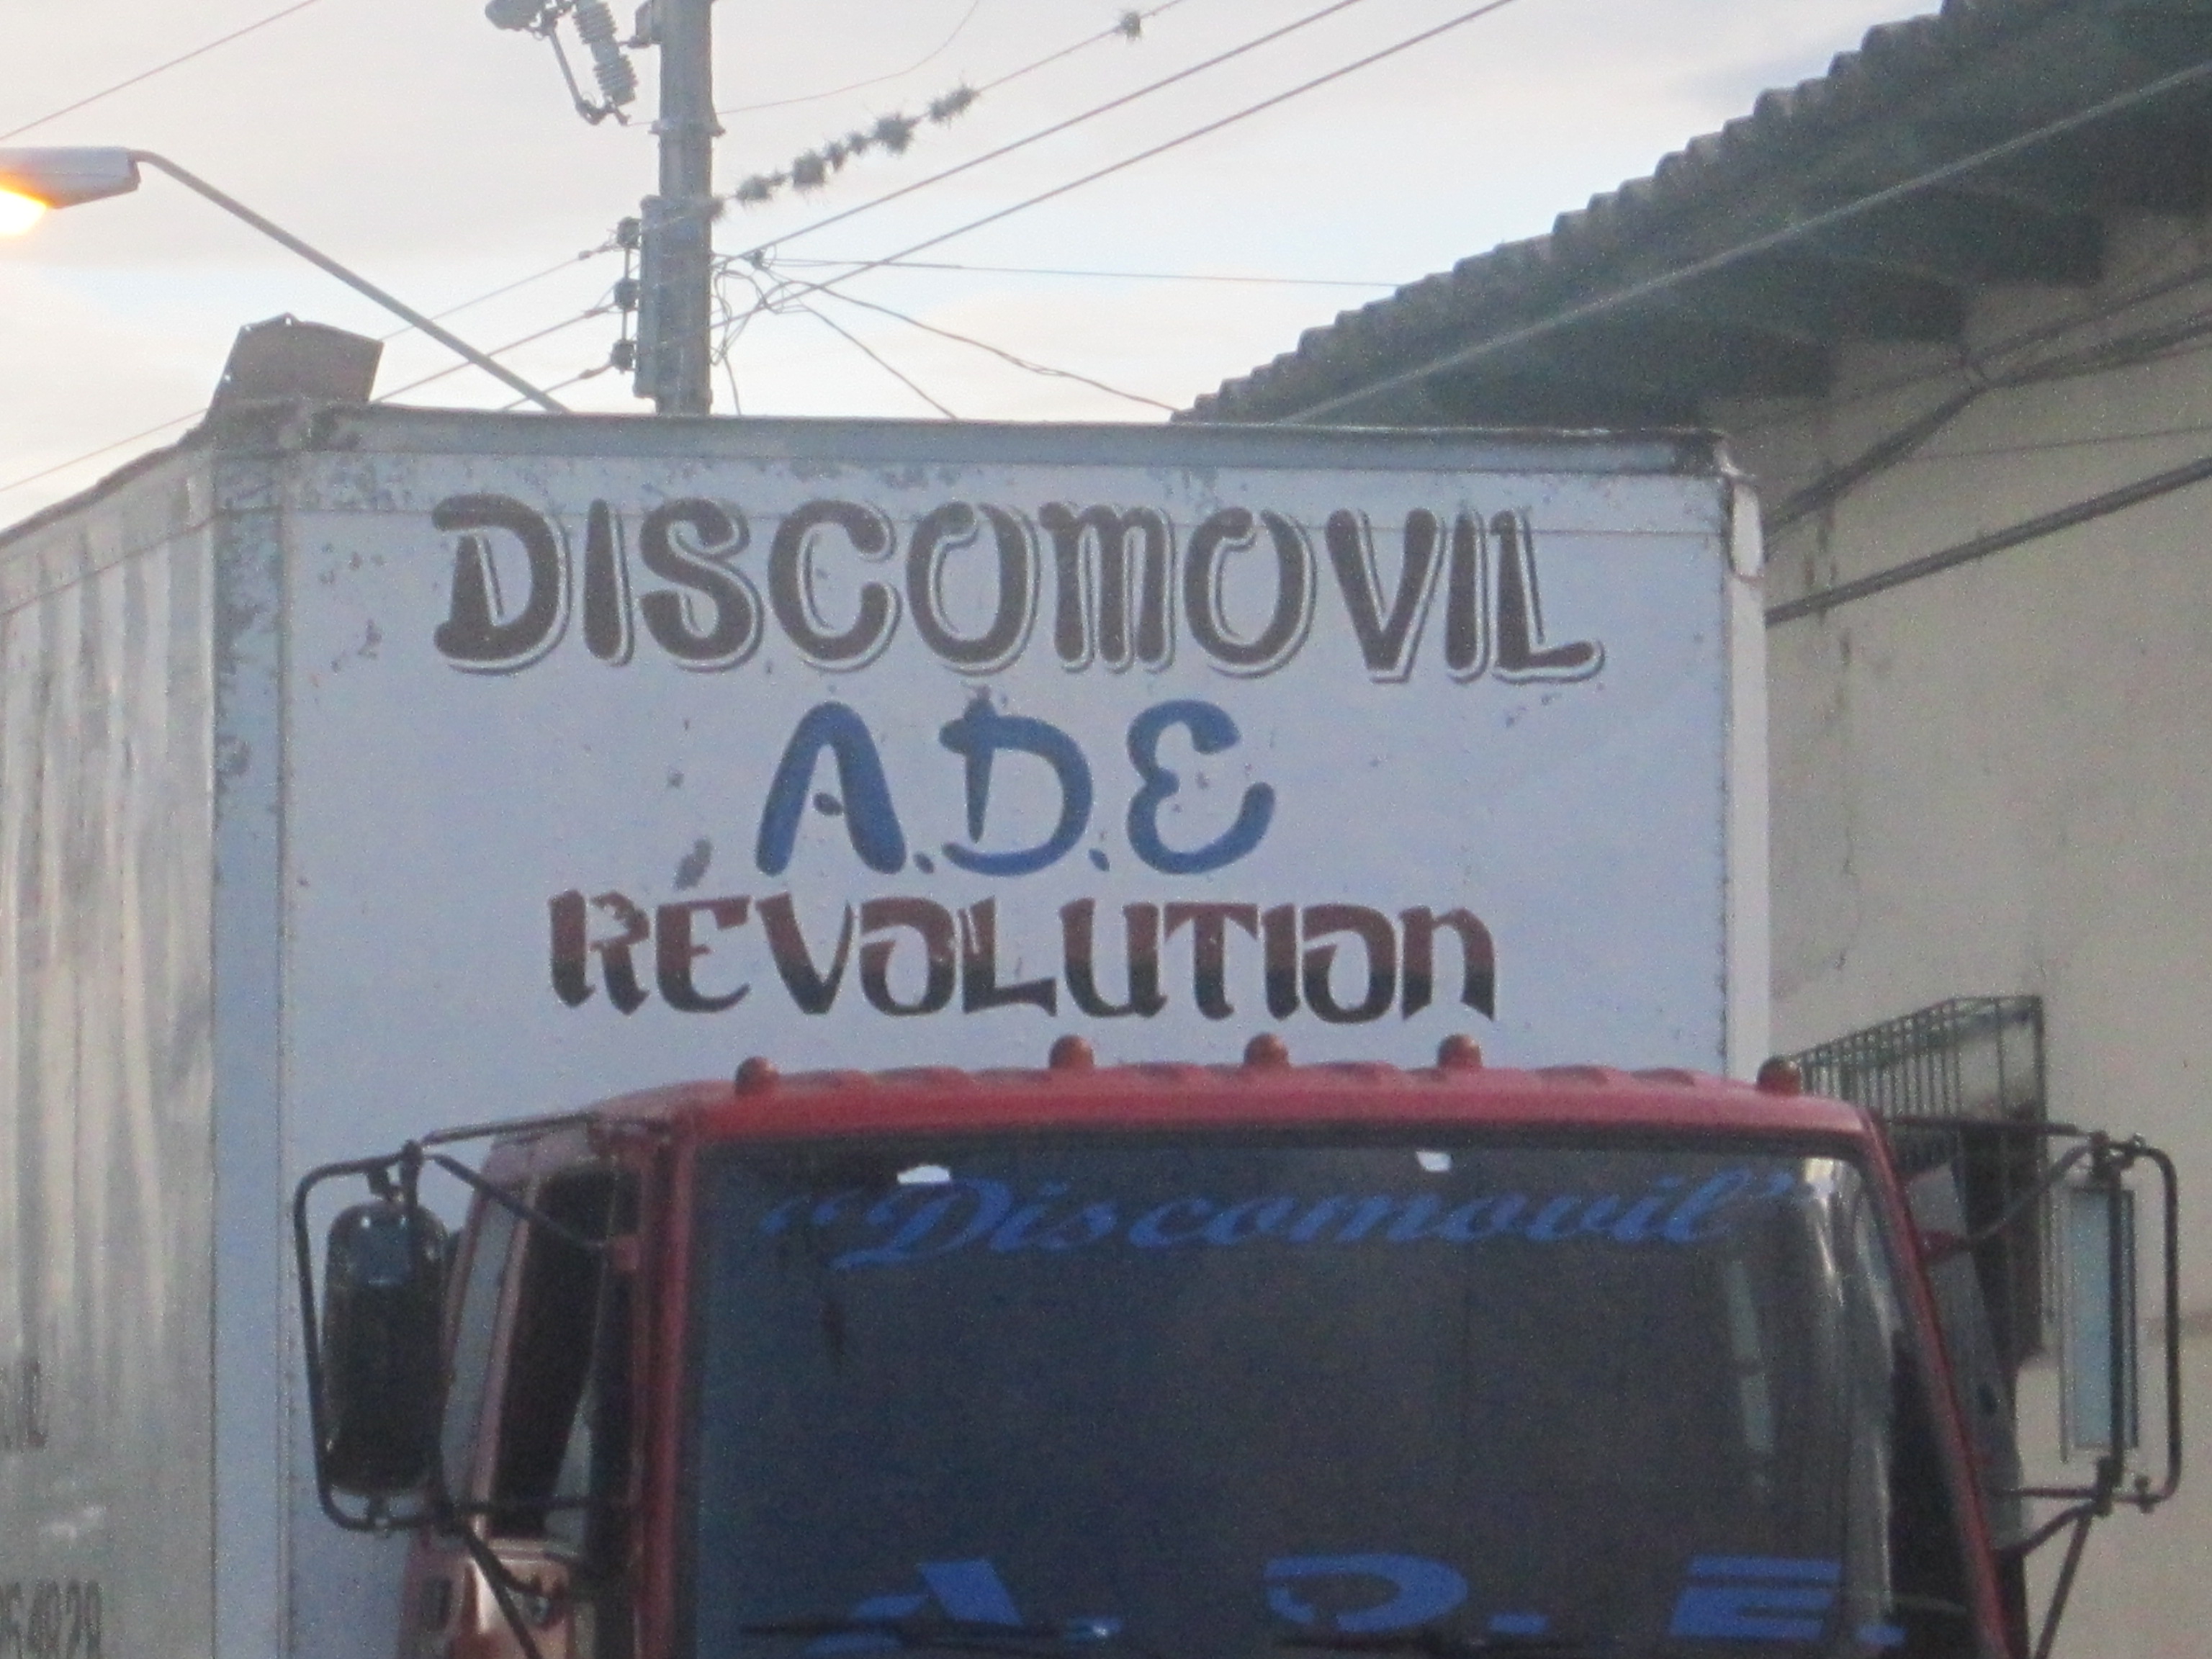 DISCOMOVIL
A.D.E
RÉVOLUTION
"Discomovil"
A. D. E.